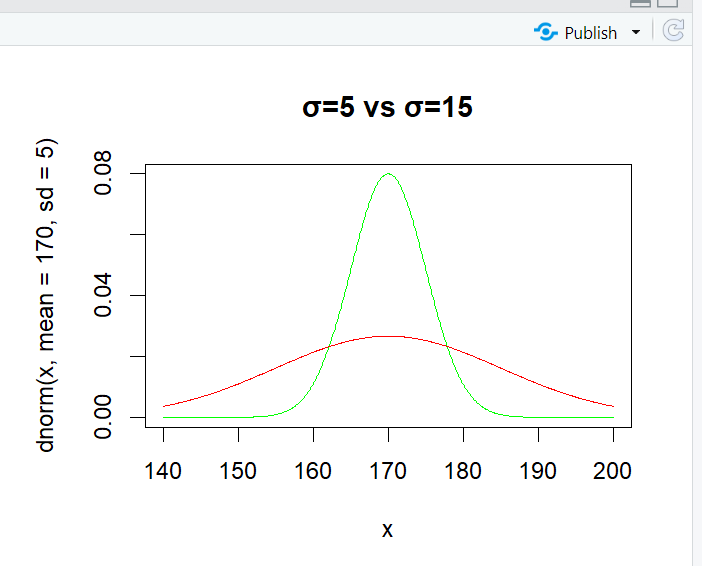 Publish
σ=5 vs σ=15
dnorm(x, mean = 170, sd = 5)
0.08
0.04
0.00
140 150 160 170 180 190 200
x